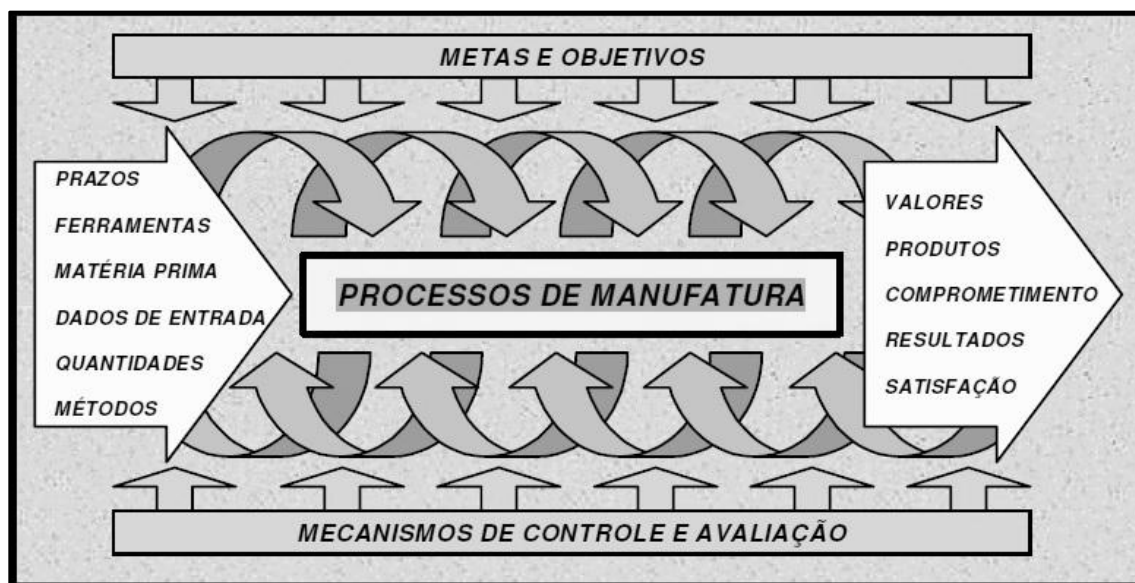 METAS E OBJETIVOS
PRAZOS
FERRAMENTAS
MATÉRIA PRIMA
DADOS DE ENTRADA
QUANTIDADES
MÉTODOS
PROCESSOS DE MANUFATURA
VALORES
PRODUTOS
COMPROMETIMENTO
RESULTADOS
SATISFAÇÃO
MECANISMOS DE CONTROLE E AVALIAÇÃO